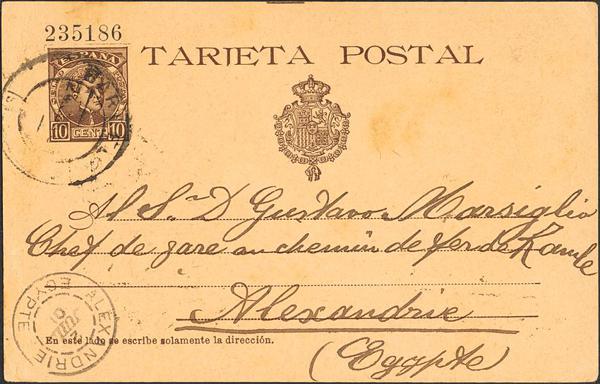 235186
ESPAÑA
10 CENT 10
TARJETA POSTAL
Al Sr D Gustavo Marsiglio
Chef de gare au chemin de fer de Ramle
Alexandrie
(Egypte)
ALEXANDRIE
EGYPTE
En este lado se escribe solamente la dirección.